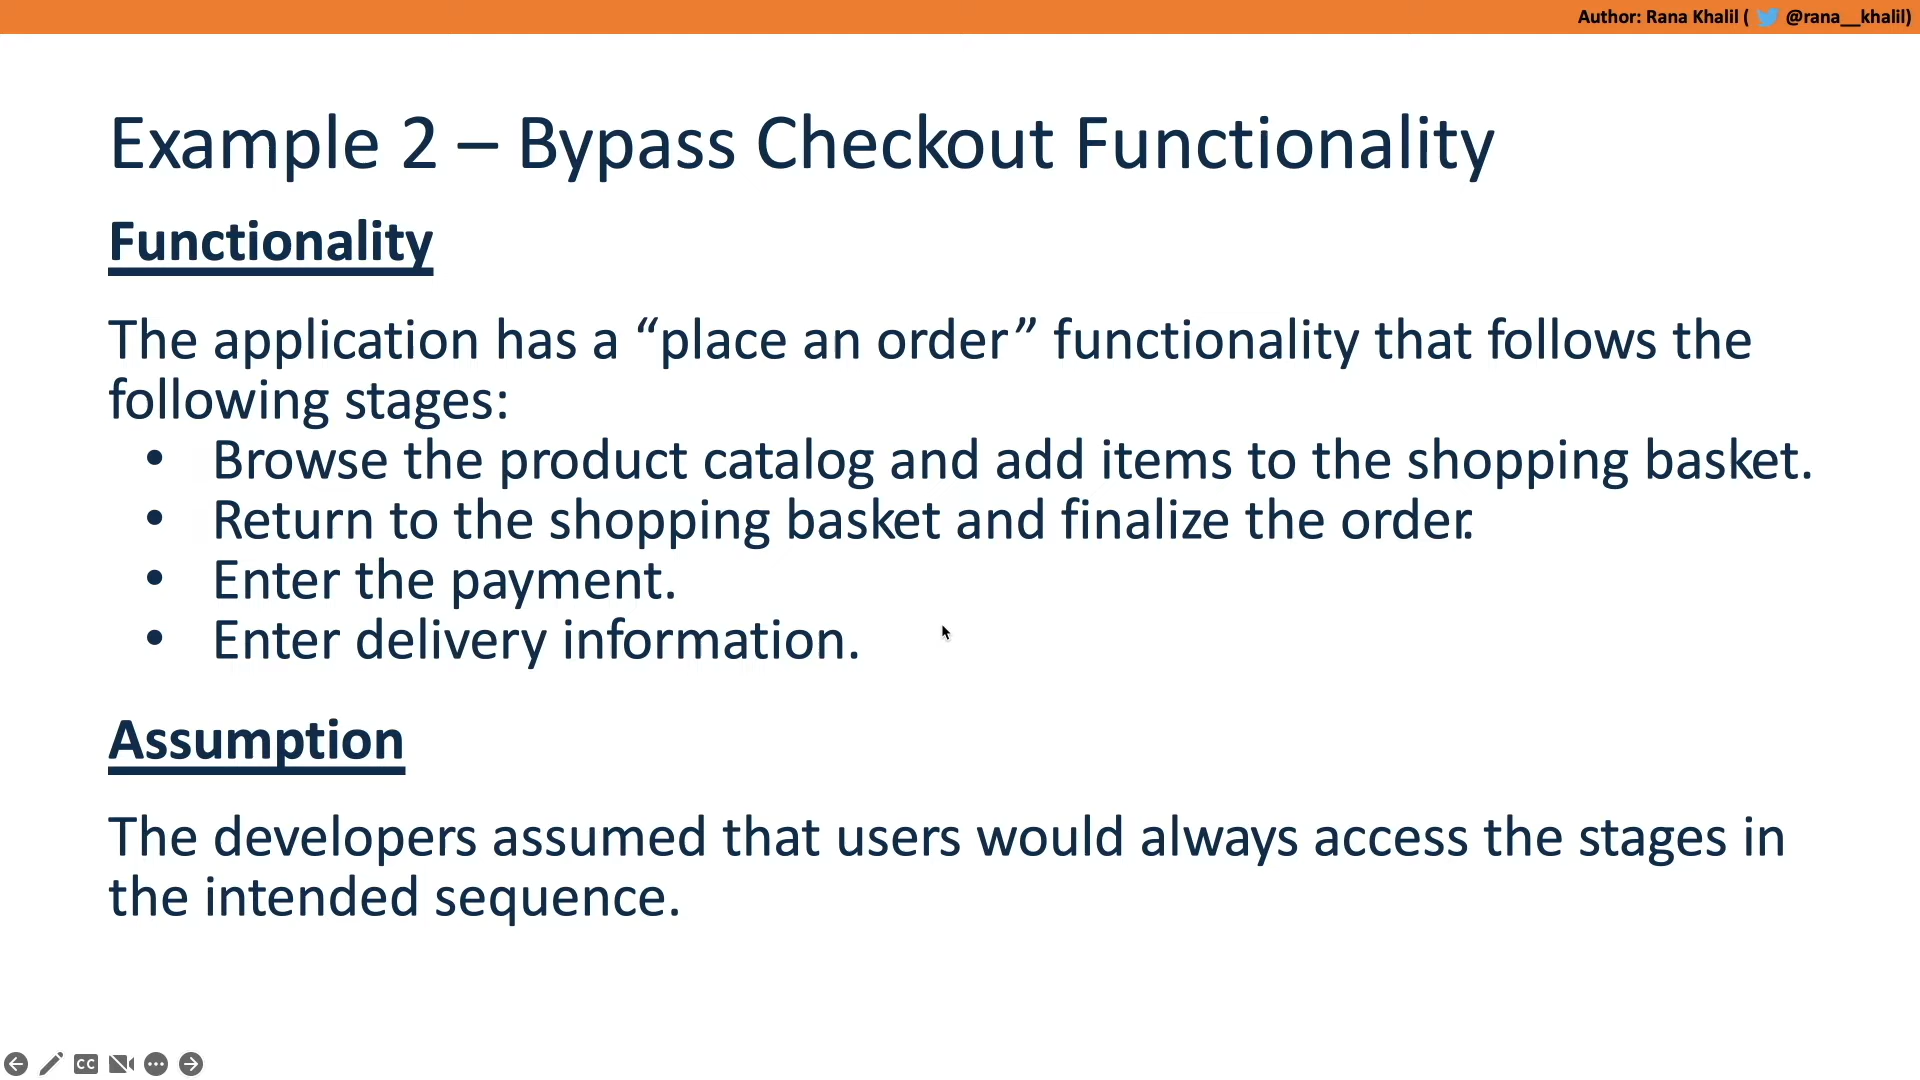 Author: Rana Khalil ( @rana__khalil)
Example 2 – Bypass Checkout Functionality
Functionality
The application has a “place an order” functionality that follows the
following stages:
• Browse the product catalog and add items to the shopping basket.
• Return to the shopping basket and finalize the order.
• Enter the payment.
• Enter delivery information.
Assumption
The developers assumed that users would always access the stages in
the intended sequence.
CC